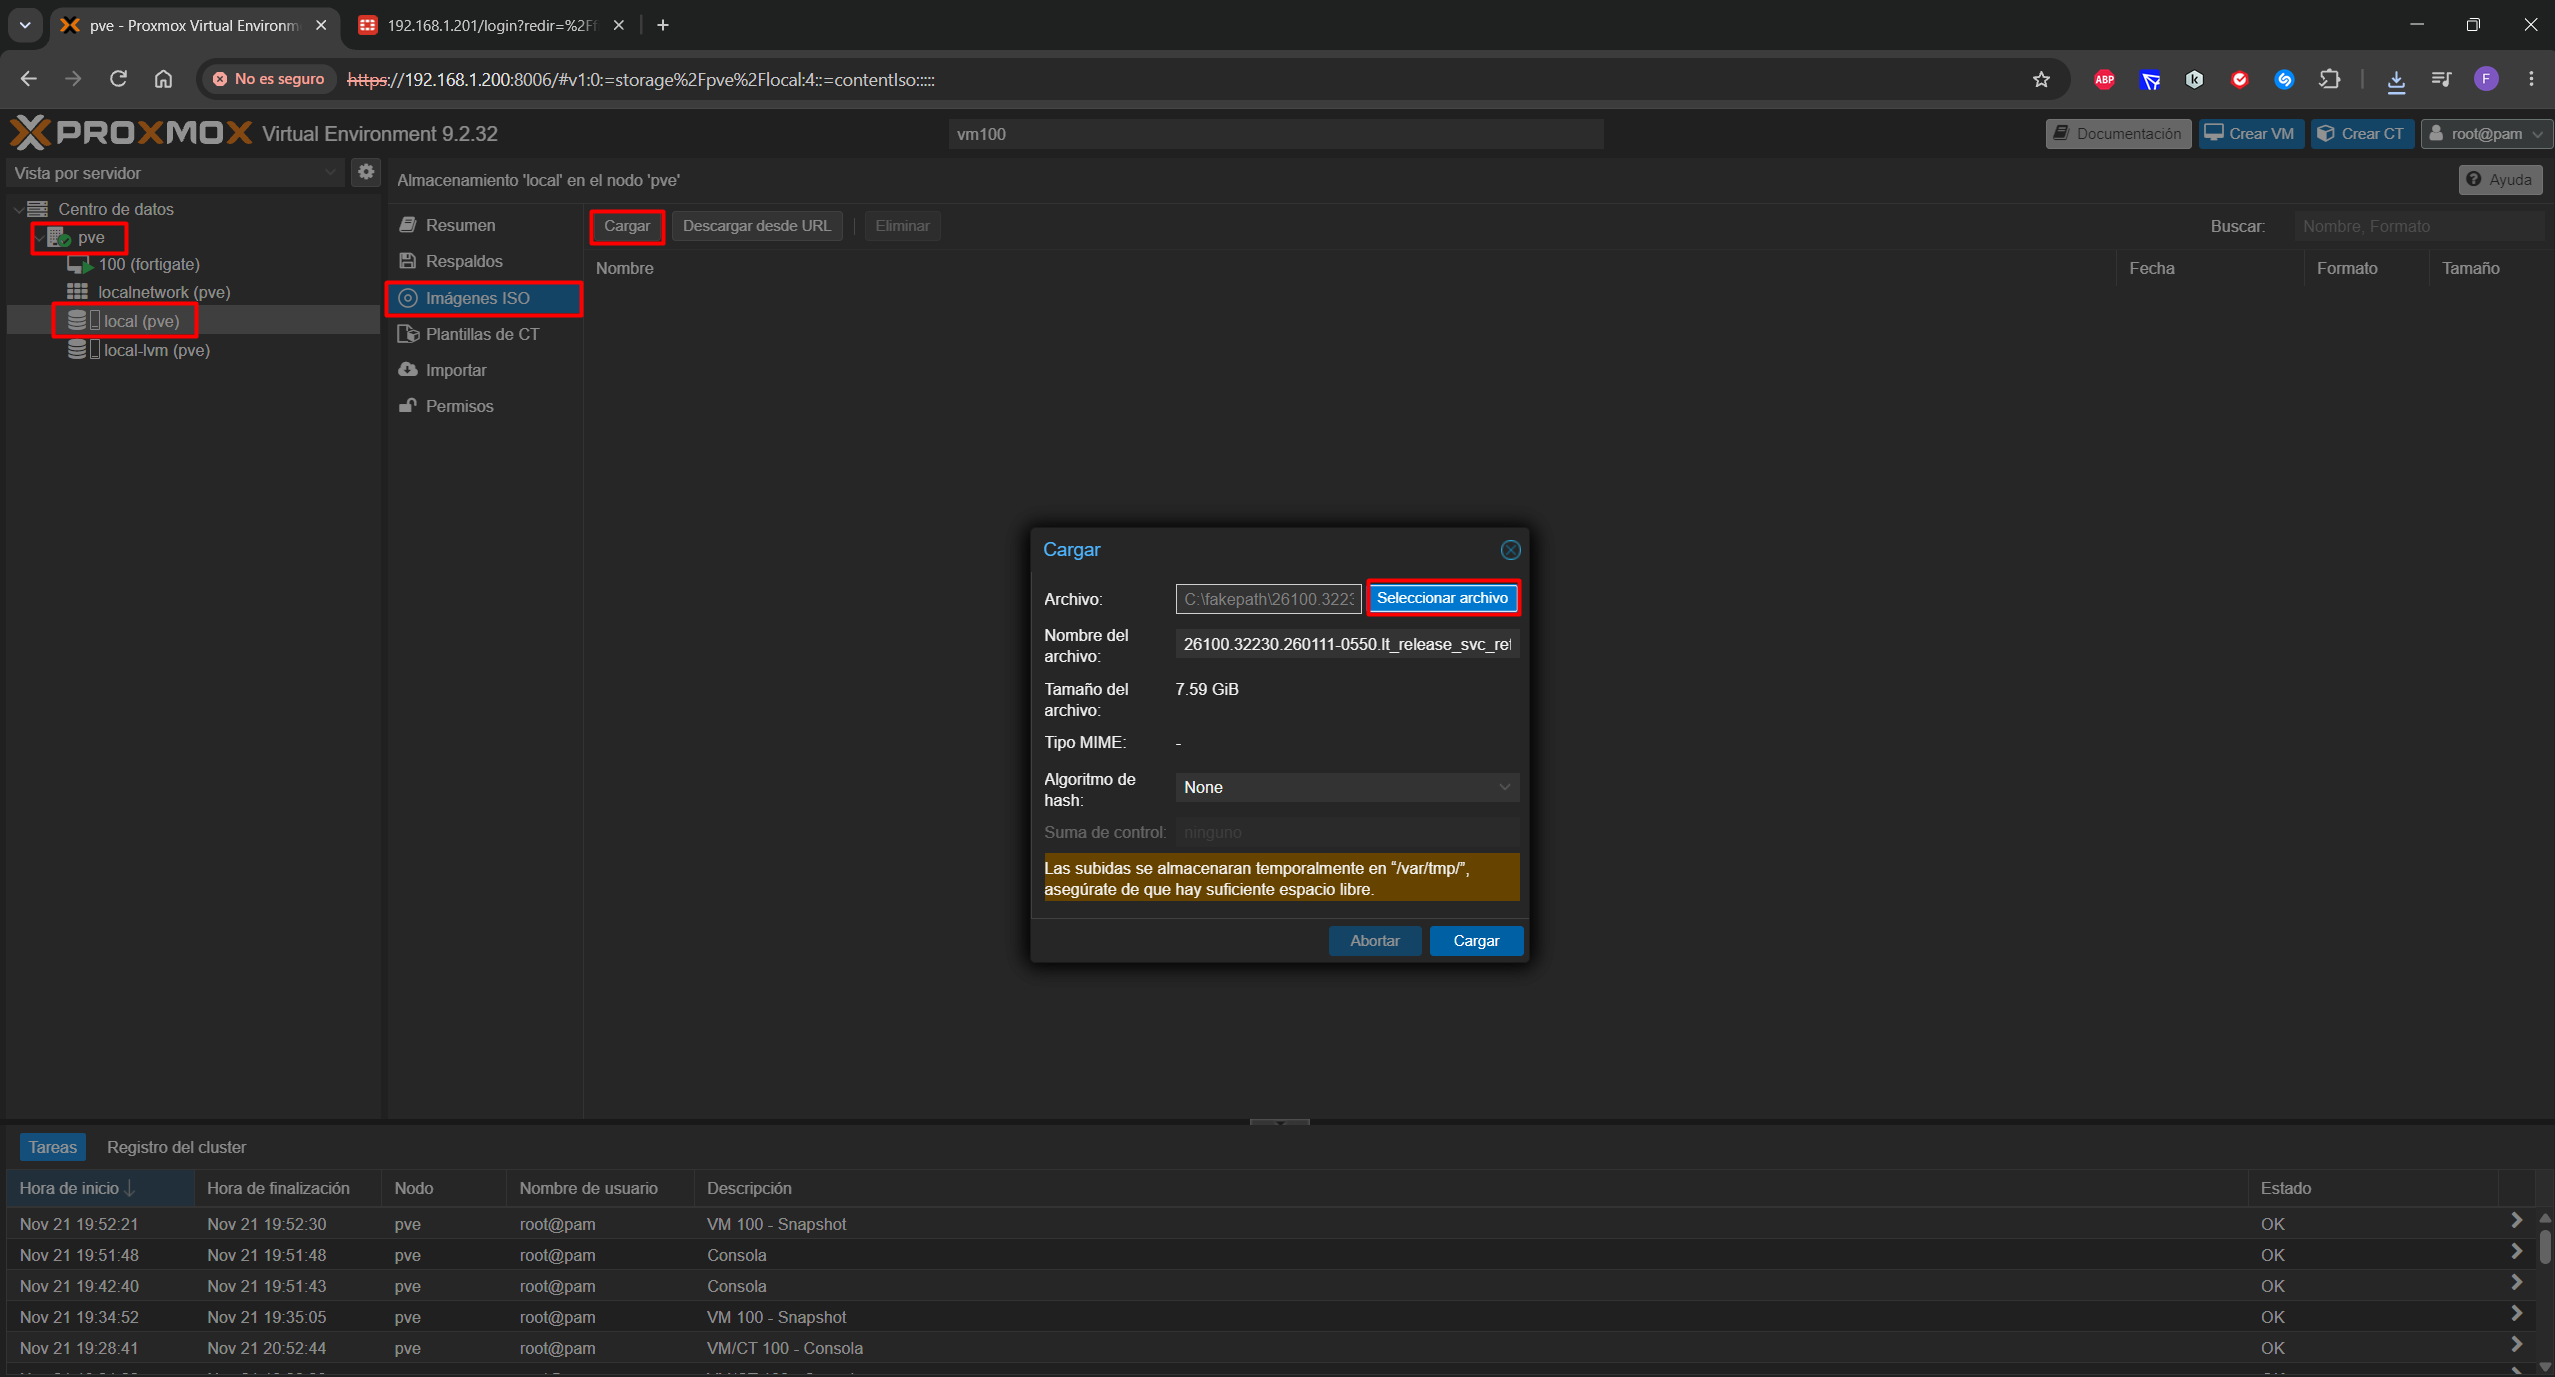 pve - Proxmox Virtual Environm
192.168.1.201/login?redir=%2Ff
No es seguro
https://192.168.1.200:8006/#v1:0:=storage%2Fpve%2Flocal:4::=contentIso:::::
ABP
F
PROXMOX Virtual Environment 9.2.32
vm100
Documentación
Crear VM
Crear CT
root@pam
Vista por servidor
Almacenamiento 'local' en el nodo 'pve'
Ayuda
Centro de datos
pve
100 (fortigate)
localnetwork (pve)
local (pve)
local-lvm (pve)
Resumen
Respaldos
Imágenes ISO
Plantillas de CT
Importar
Permisos
Cargar
Descargar desde URL
Eliminar
Buscar:
Nombre, Formato
Nombre
Fecha
Formato
Tamaño
Cargar
Archivo:
C:\fakepath\26100.3223
Seleccionar archivo
Nombre del
archivo:
26100.32230.260111-0550.lt_release_svc_ref
Tamaño del
archivo:
7.59 GiB
Tipo MIME:
-
Algoritmo de
hash:
None
Suma de control:
ninguno
Las subidas se almacenaran temporalmente en “/var/tmp/”,
asegúrate de que hay suficiente espacio libre.
Abortar
Cargar
Tareas
Registro del cluster
Hora de inicio
Hora de finalización
Nodo
Nombre de usuario
Descripción
Estado
Nov 21 19:52:21
Nov 21 19:52:30
pve
root@pam
VM 100 - Snapshot
OK
Nov 21 19:51:48
Nov 21 19:51:48
pve
root@pam
Consola
OK
Nov 21 19:42:40
Nov 21 19:51:43
pve
root@pam
Consola
OK
Nov 21 19:34:52
Nov 21 19:35:05
pve
root@pam
VM 100 - Snapshot
OK
Nov 21 19:28:41
Nov 21 20:52:44
pve
root@pam
VM/CT 100 - Consola
OK